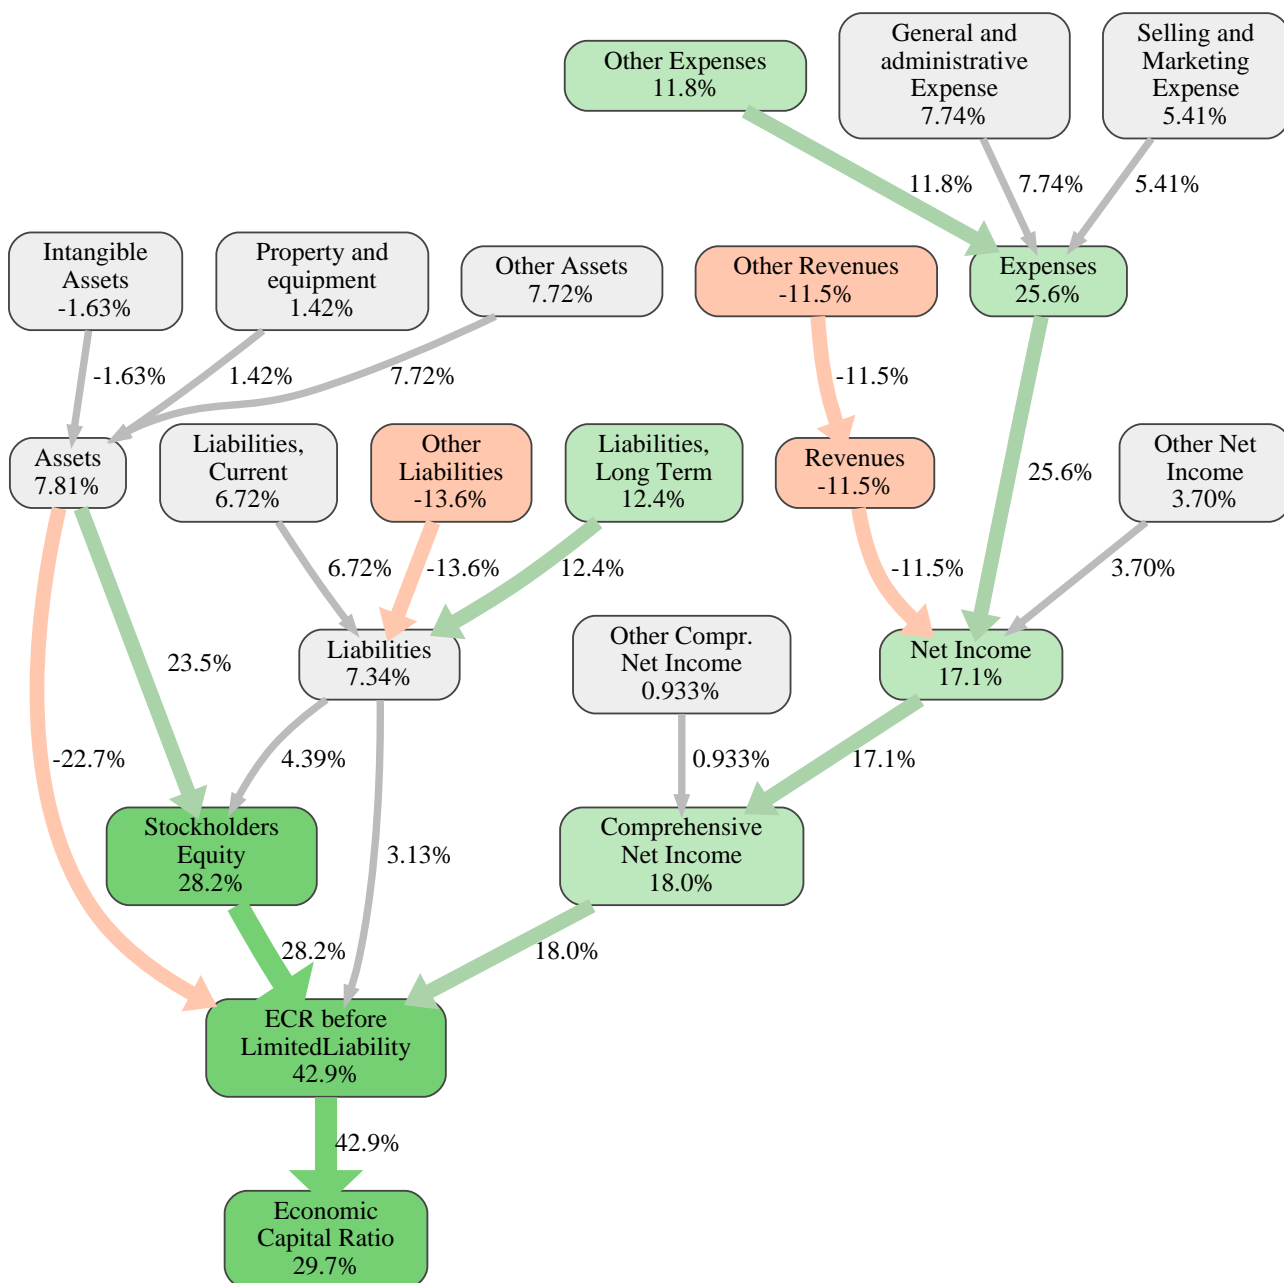 Other Expenses
11.8%
General and
administrative
Expense
7.74%
Selling and
Marketing
Expense
5.41%
11.8%
7.74%
5.41%
Intangible
Assets
-1.63%
Property and
equipment
1.42%
Other Assets
7.72%
Other Revenues
-11.5%
Expenses
25.6%
-1.63%
1.42%
7.72%
-11.5%
Assets
7.81%
Liabilities,
Current
6.72%
Other
Liabilities
-13.6%
Liabilities,
Long Term
12.4%
Revenues
-11.5%
25.6%
Other Net
Income
3.70%
6.72%
-13.6%
12.4%
-11.5%
3.70%
23.5%
Liabilities
7.34%
Other Compr.
Net Income
0.933%
Net Income
17.1%
-22.7%
4.39%
0.933%
17.1%
Stockholders
Equity
28.2%
3.13%
Comprehensive
Net Income
18.0%
28.2%
18.0%
ECR before
LimitedLiability
42.9%
42.9%
Economic
Capital Ratio
29.7%